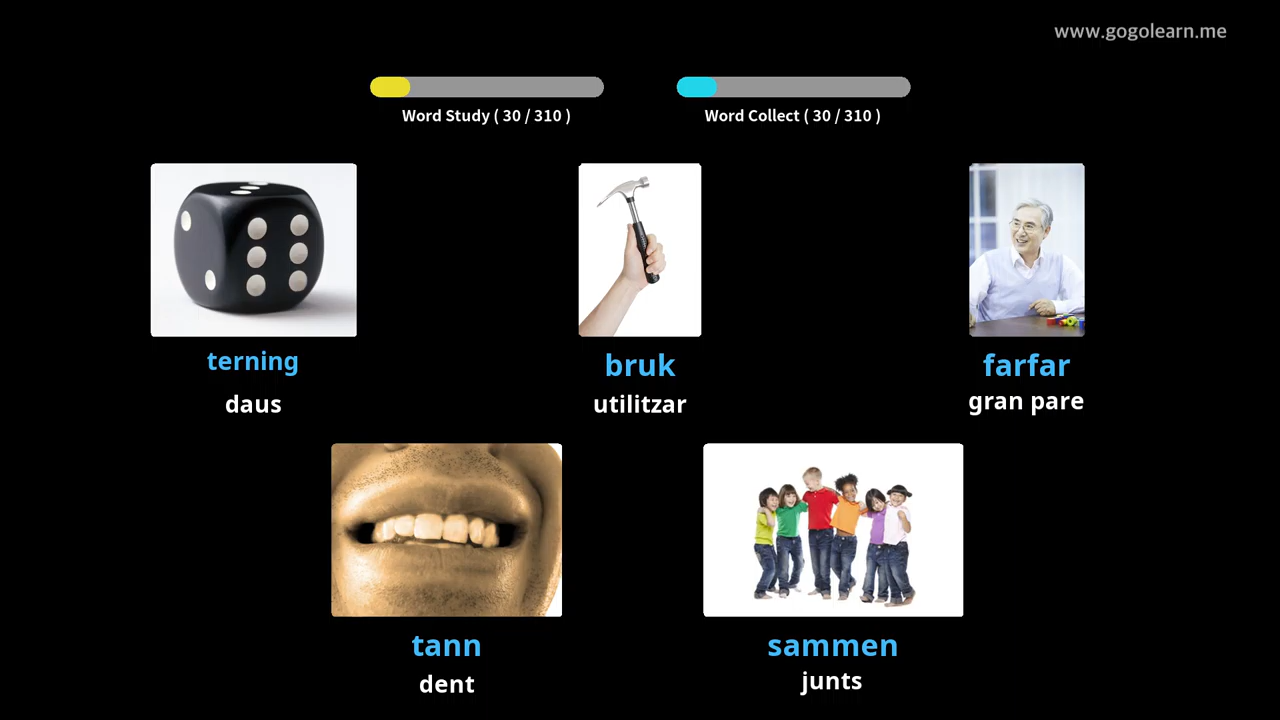 www.gogolearn.me
Word Study ( 30 / 310 )
Word Collect ( 30 / 310 )
terning
daus
bruk
utilitzar
farfar
gran pare
tann
dent
sammen
junts